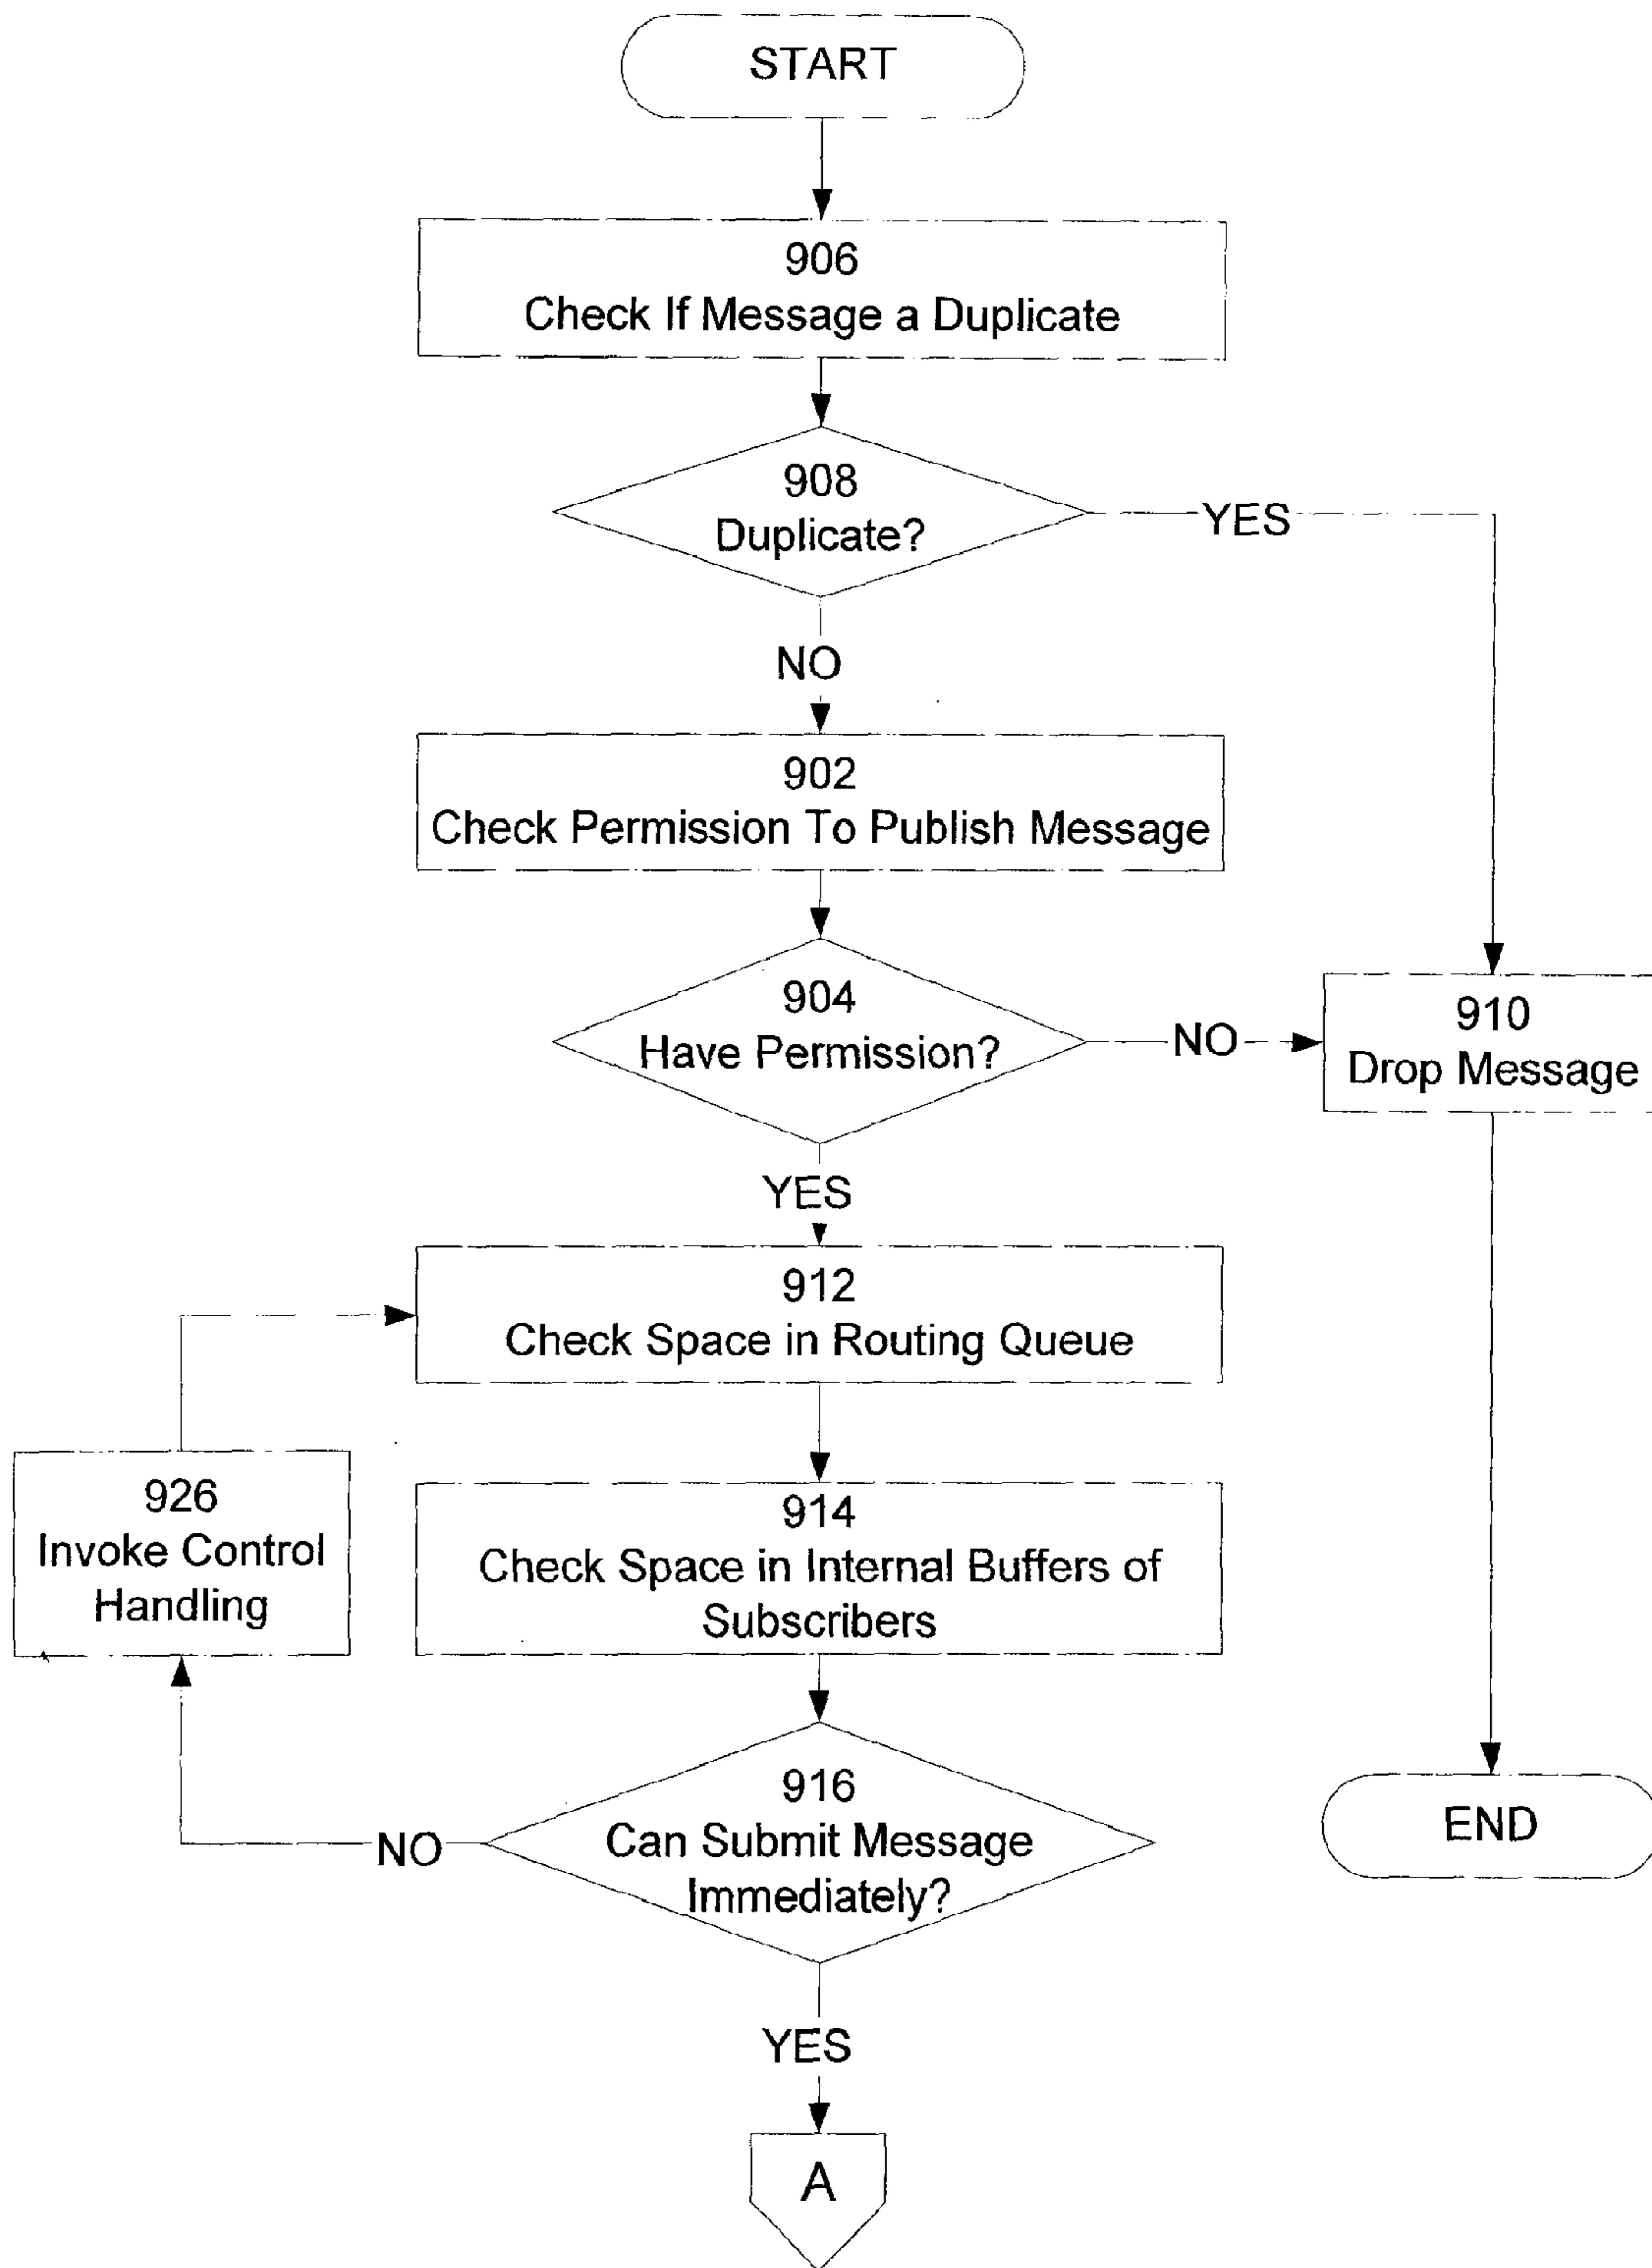 START
906
Check If Message a Duplicate
908
Duplicate?
YES
NO
902
Check Permission To Publish Message
904
Have Permission?
NO
910
Drop Message
YES
912
Check Space in Routing Queue
926
Invoke Control
Handling
914
Check Space in Internal Buffers of
Subscribers
916
Can Submit Message
Immediately?
NO
END
YES
A